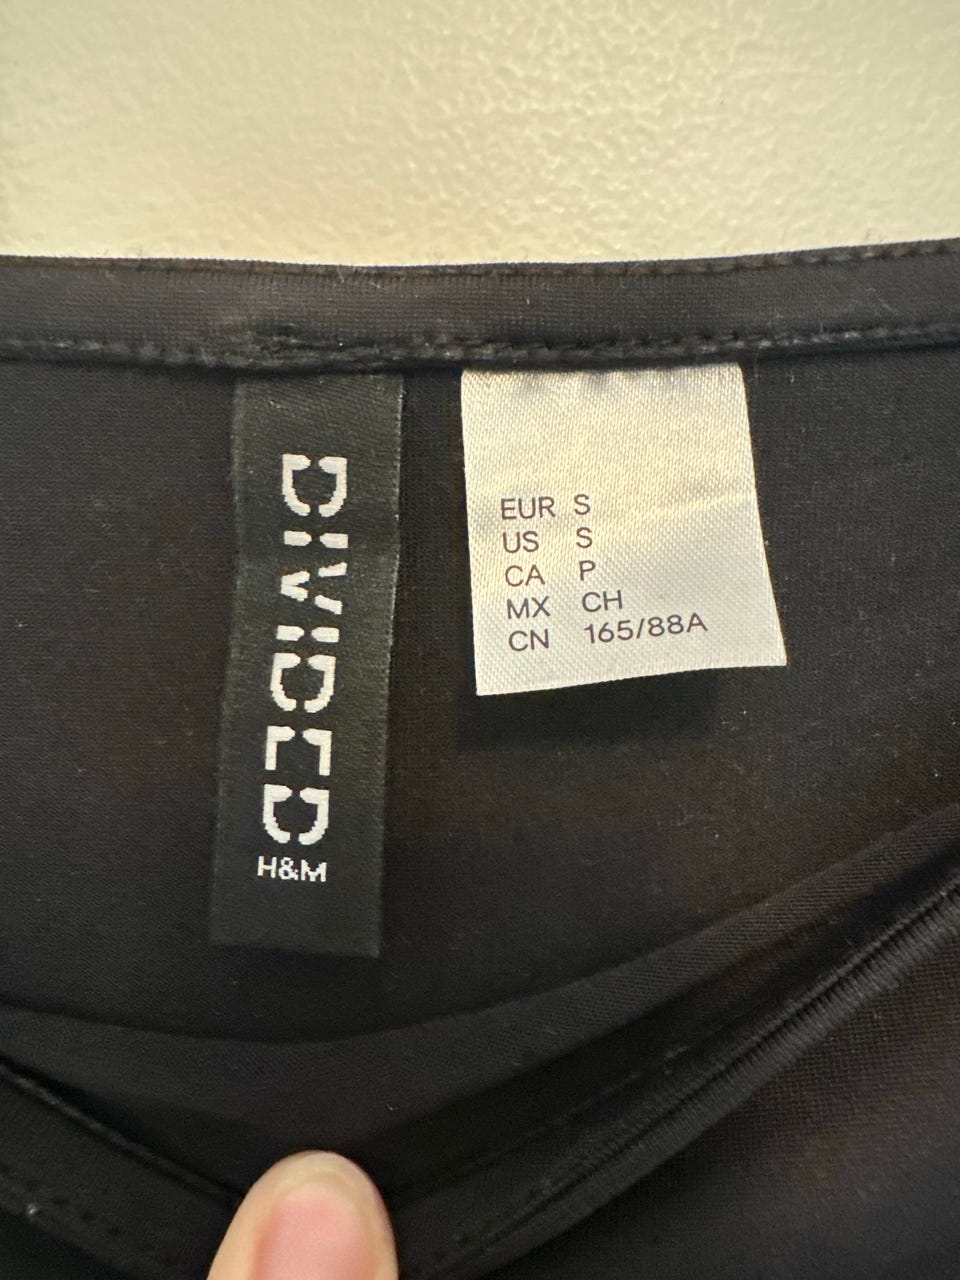 DIVIDED
H&M
EUR S
US S
CA P
MX CH
CN 165/88A